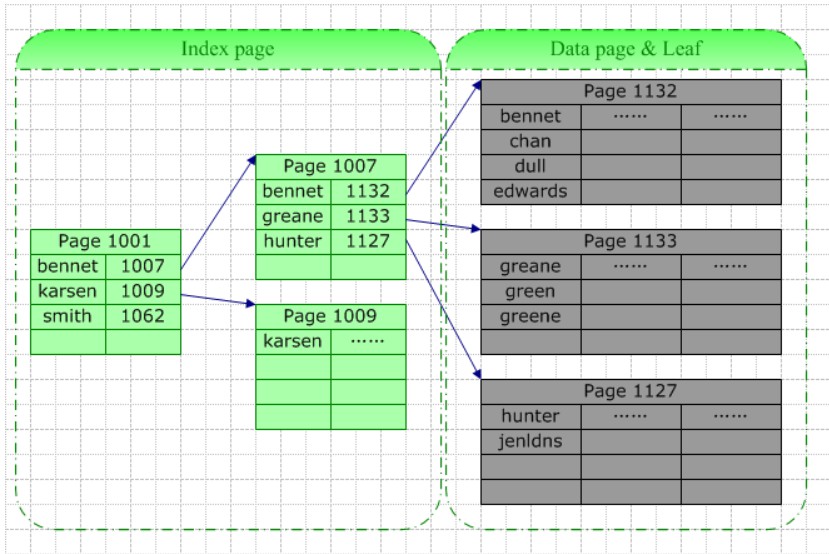 Index page
Data page & Leaf
Page 1001
bennet 1007
karsen 1009
smith 1062
Page 1007
bennet 1132
greane 1133
hunter 1127
Page 1009
karsen ······
Page 1132
bennet ······ ······
chan
dull
edwards
Page 1133
greane ······ ······
green
greene
Page 1127
hunter ······ ······
jenldns